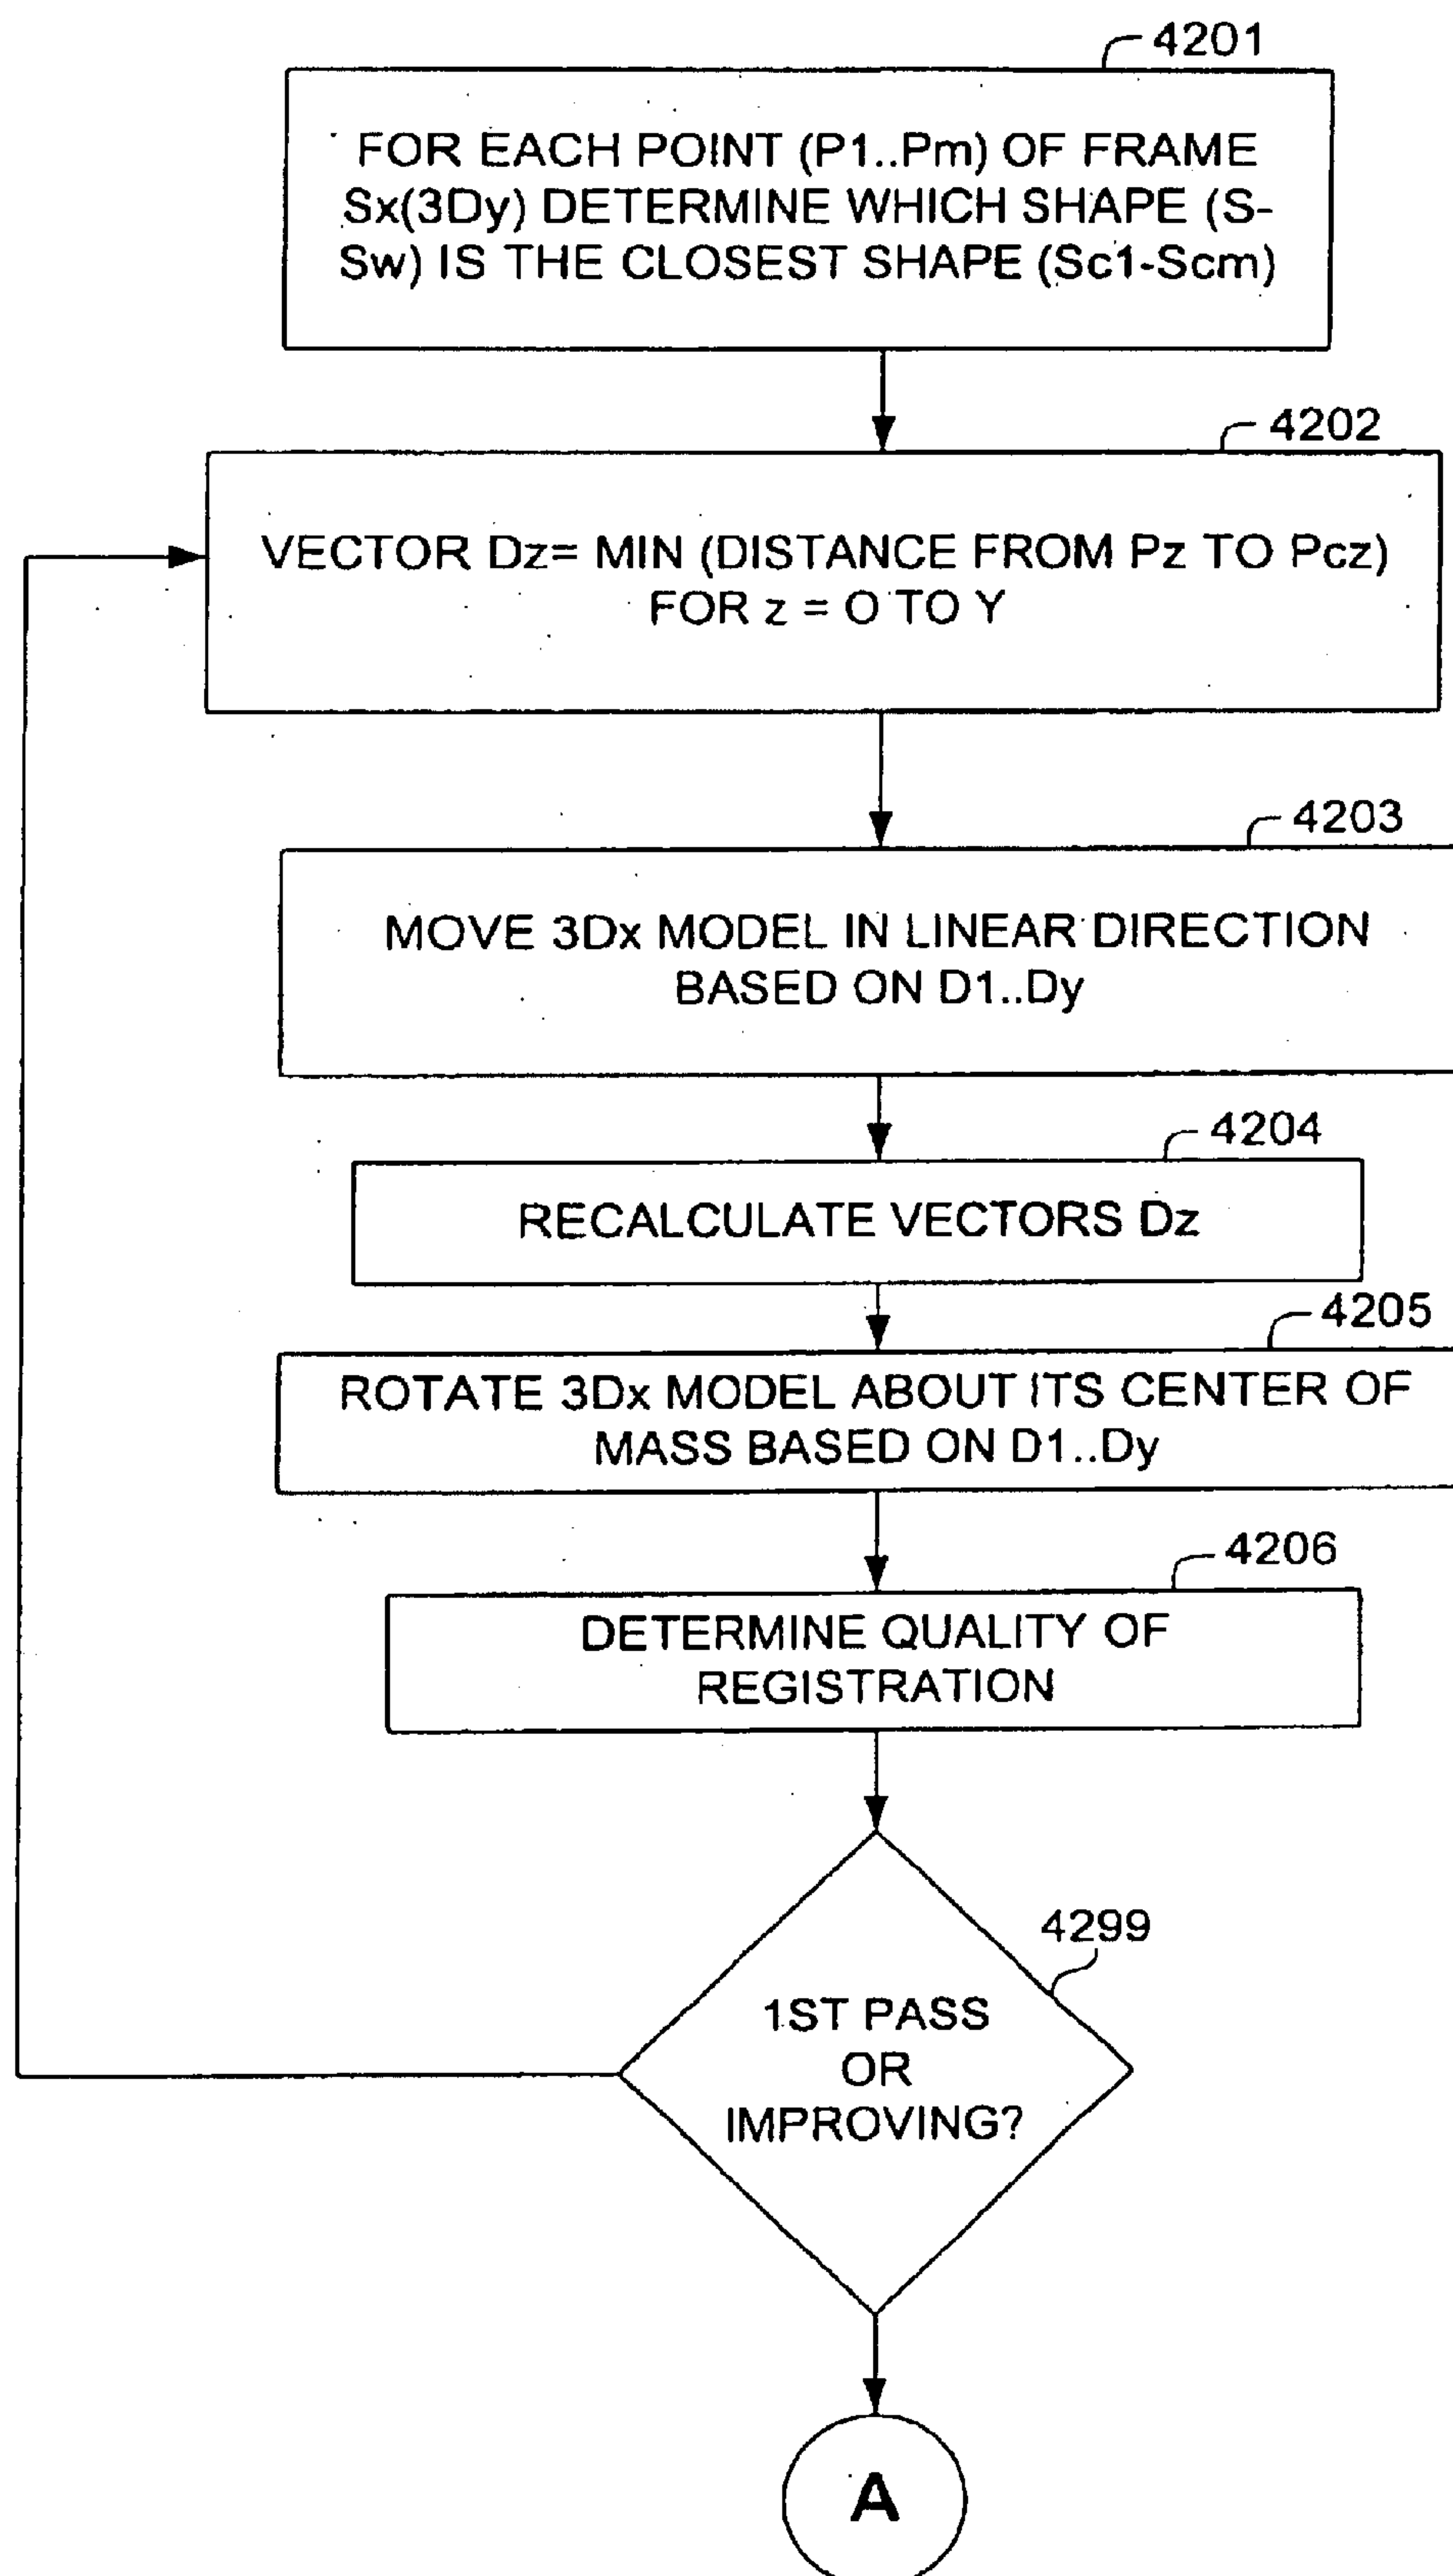 4201
FOR EACH POINT (P1..Pm) OF FRAME
Sx(3Dy) DETERMINE WHICH SHAPE (S-
Sw) IS THE CLOSEST SHAPE (Sc1-Scm)
4202
VECTOR Dz= MIN (DISTANCE FROM Pz TO Pcz)
FOR z = O TO Y
4203
MOVE 3Dx MODEL IN LINEAR DIRECTION
BASED ON D1..Dy
4204
RECALCULATE VECTORS Dz
4205
ROTATE 3Dx MODEL ABOUT ITS CENTER OF
MASS BASED ON D1..Dy
4206
DETERMINE QUALITY OF
REGISTRATION
4299
1ST PASS
OR
IMPROVING?
A